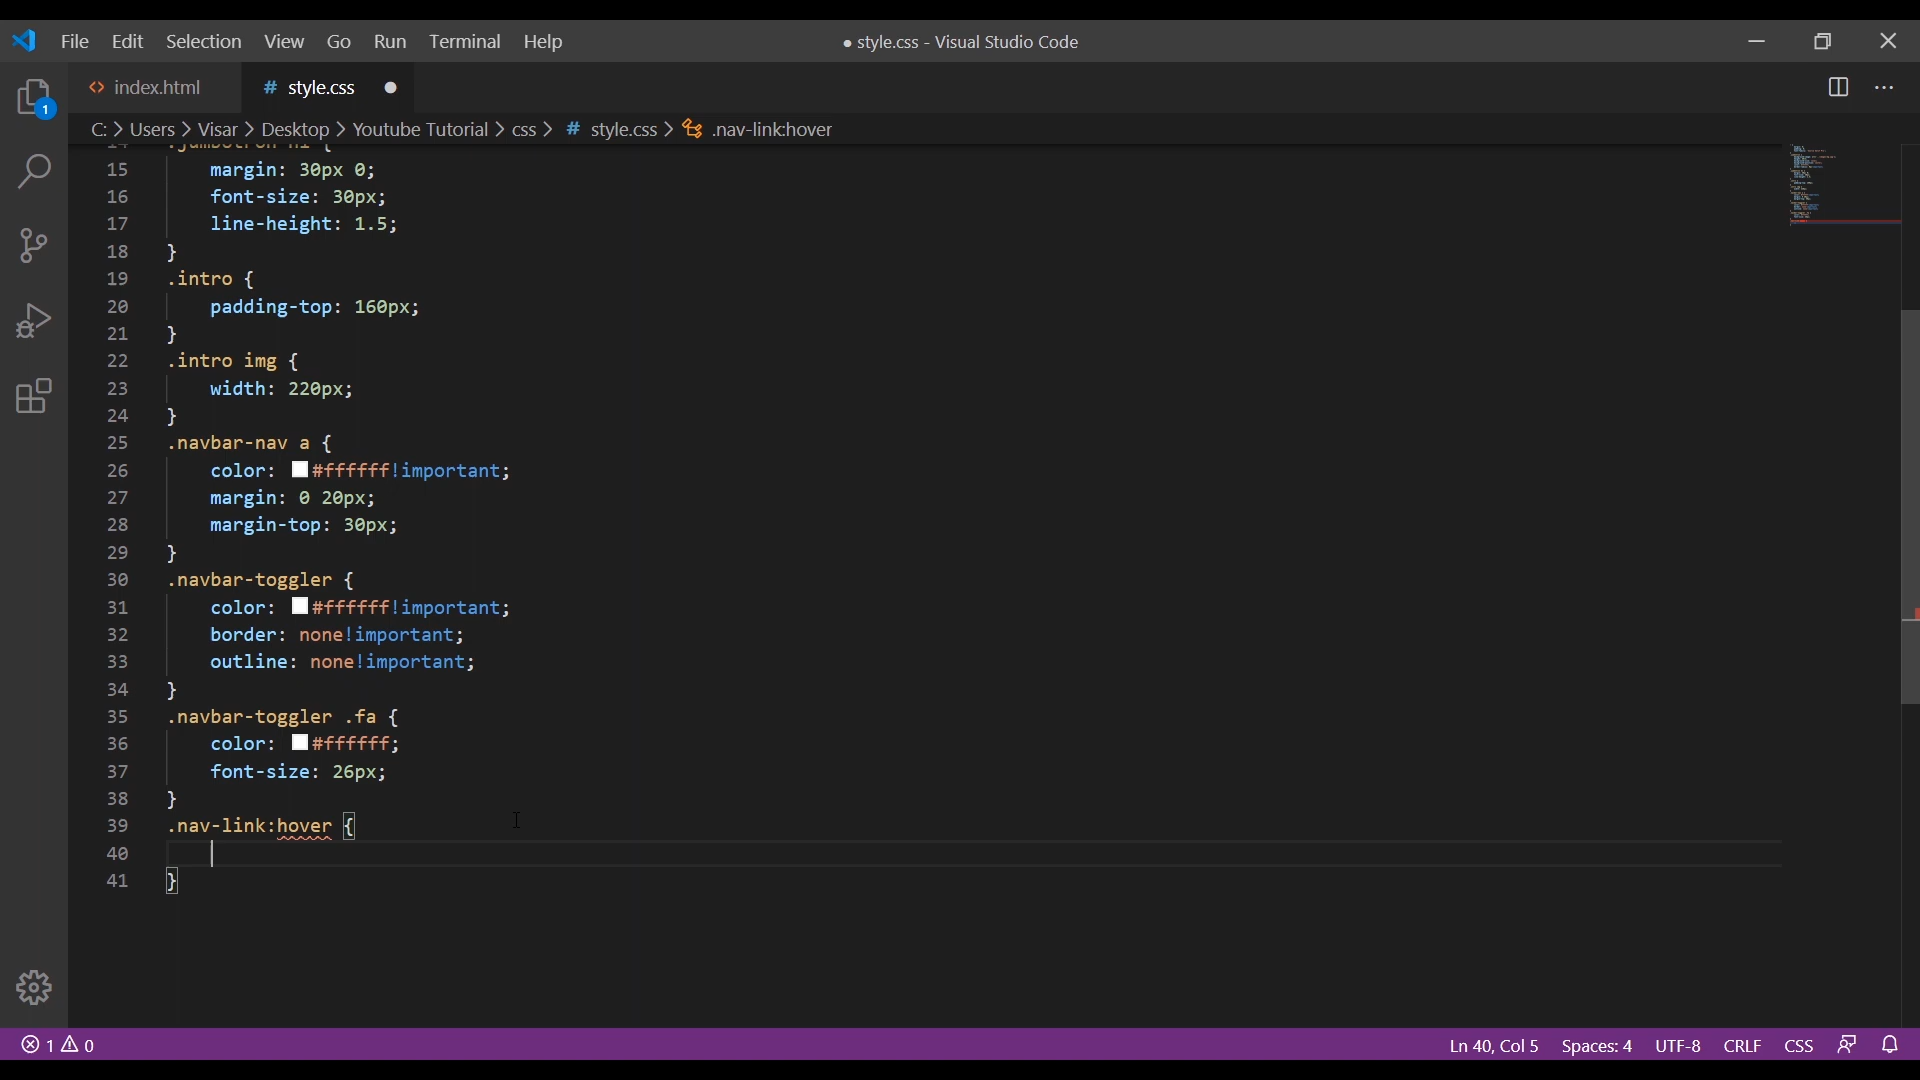 File Edit Selection View Go Run Terminal Help
● style.css - Visual Studio Code
<> index.html
# style.css ●
C: > Users > Visar > Desktop > Youtube Tutorial > css > # style.css > .nav-link:hover
15 margin: 30px 0;
16 font-size: 30px;
17 line-height: 1.5;
18 }
19 .intro {
20 padding-top: 160px;
21 }
22 .intro img {
23 width: 220px;
24 }
25 .navbar-nav a {
26 color: #ffffff!important;
27 margin: 0 20px;
28 margin-top: 30px;
29 }
30 .navbar-toggler {
31 color: #ffffff!important;
32 border: none!important;
33 outline: none!important;
34 }
35 .navbar-toggler .fa {
36 color: #ffffff;
37 font-size: 26px;
38 }
39 .nav-link:hover {
40
41 }
1
1 0
Ln 40, Col 5 Spaces: 4 UTF-8 CRLF CSS